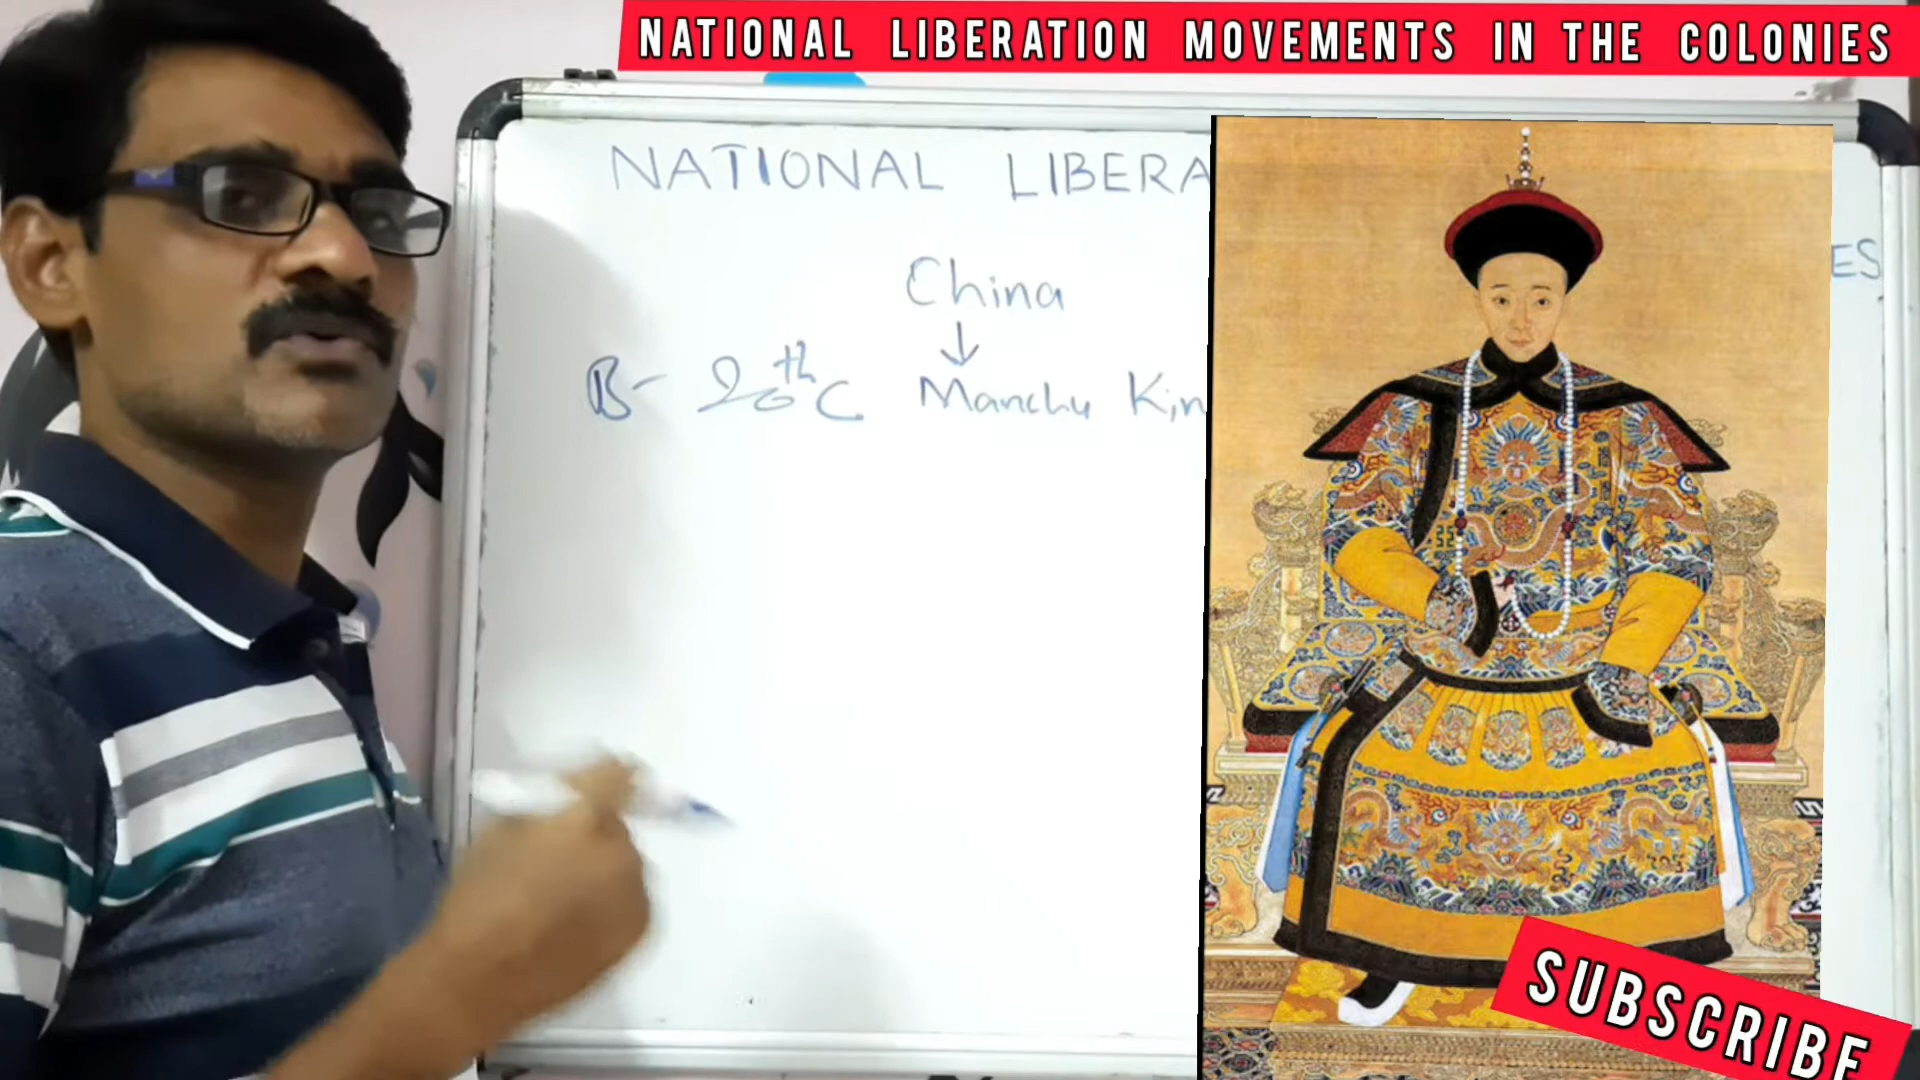 NATIONAL LIBERATION MOVEMENTS IN THE COLONIES
NATIONAL LIBERA
ES
China
↓
B- 20th C Manchu Kin
SUBSCRIBE